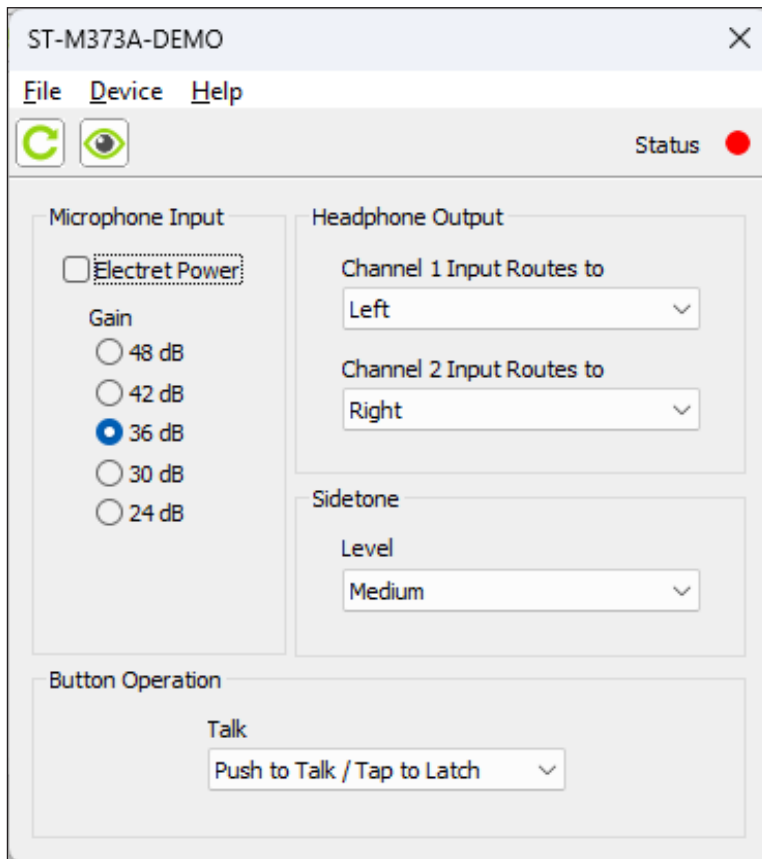 ST-M373A-DEMO
File Device Help
Status
Microphone Input
Electret Power
Gain
48 dB
42 dB
36 dB
30 dB
24 dB
Headphone Output
Channel 1 Input Routes to
Left
Channel 2 Input Routes to
Right
Sidetone
Level
Medium
Button Operation
Talk
Push to Talk / Tap to Latch